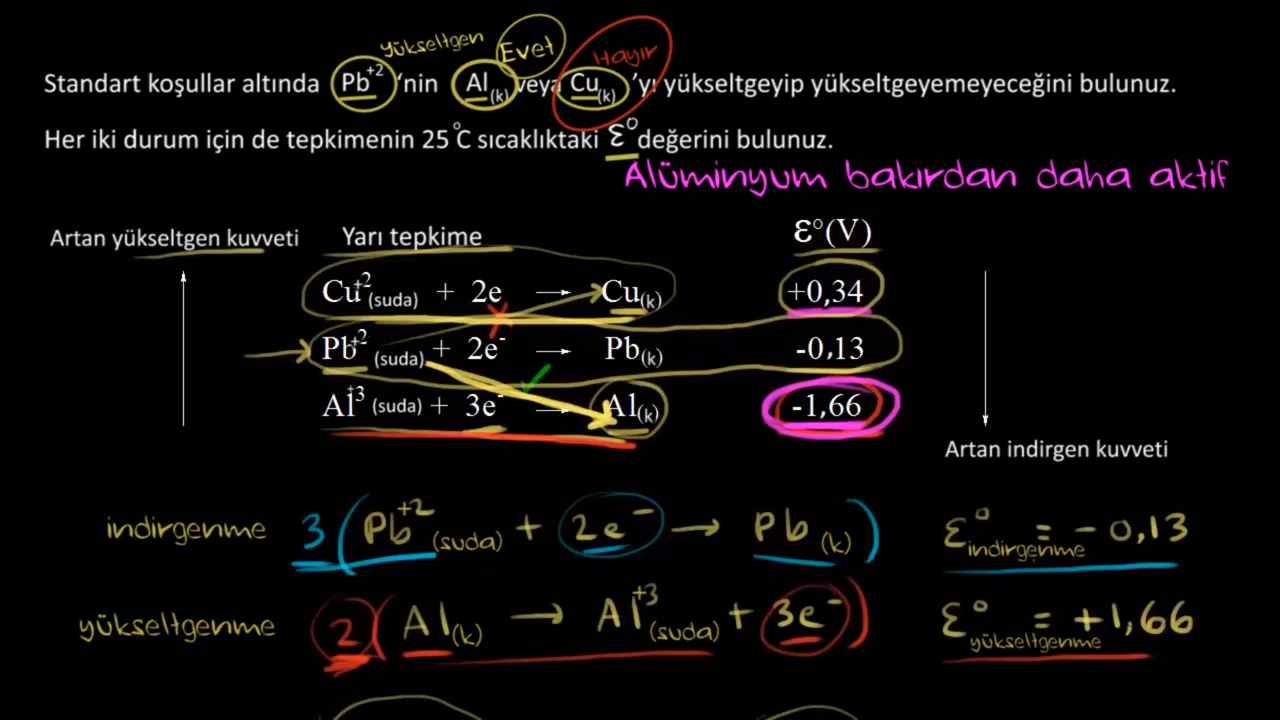 yükseltgen Evet Hayır
Standart koşullar altında Pb+2 ‘nin Al(k) veya Cu(k) ’yı yükseltgeyip yükseltgeyemeyeceğini bulunuz.
Her iki durum için de tepkimenin 25°C sıcaklıktaki ε° değerini bulunuz.
Alüminyum bakırdan daha aktif
Artan yükseltgen kuvveti Yarı tepkime ε°(V)
Cu+2(suda) + 2e → Cu(k) +0,34
Pb+2(suda) + 2e- → Pb(k) -0,13
Al+3(suda) + 3e- → Al(k) -1,66
Artan indirgen kuvveti
indirgenme 3(Pb+2(suda) + 2e- → Pb(k)) ε°indirgenme = -0,13
yükseltgenme 2(Al(k) → Al+3(suda) + 3e-) ε°yükseltgenme = +1,66